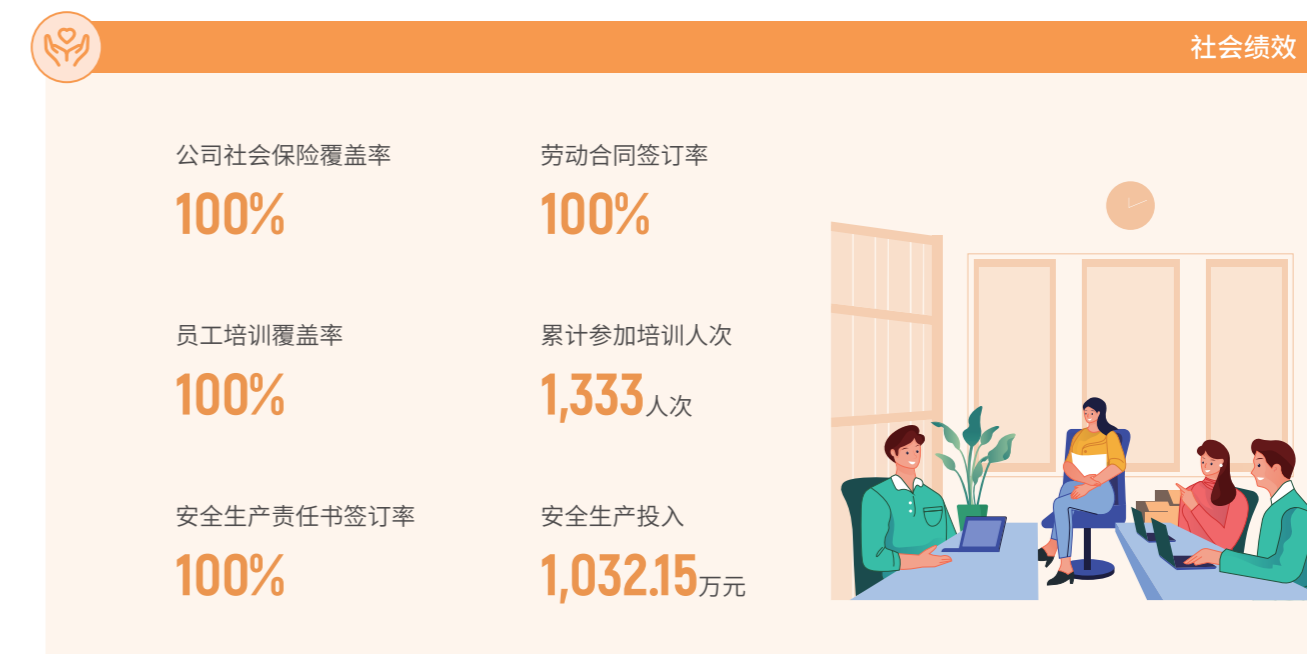 社会绩效
公司社会保险覆盖率
100%
劳动合同签订率
100%
员工培训覆盖率
100%
累计参加培训人次
1,333人次
安全生产责任书签订率
100%
安全生产投入
1,032.15万元